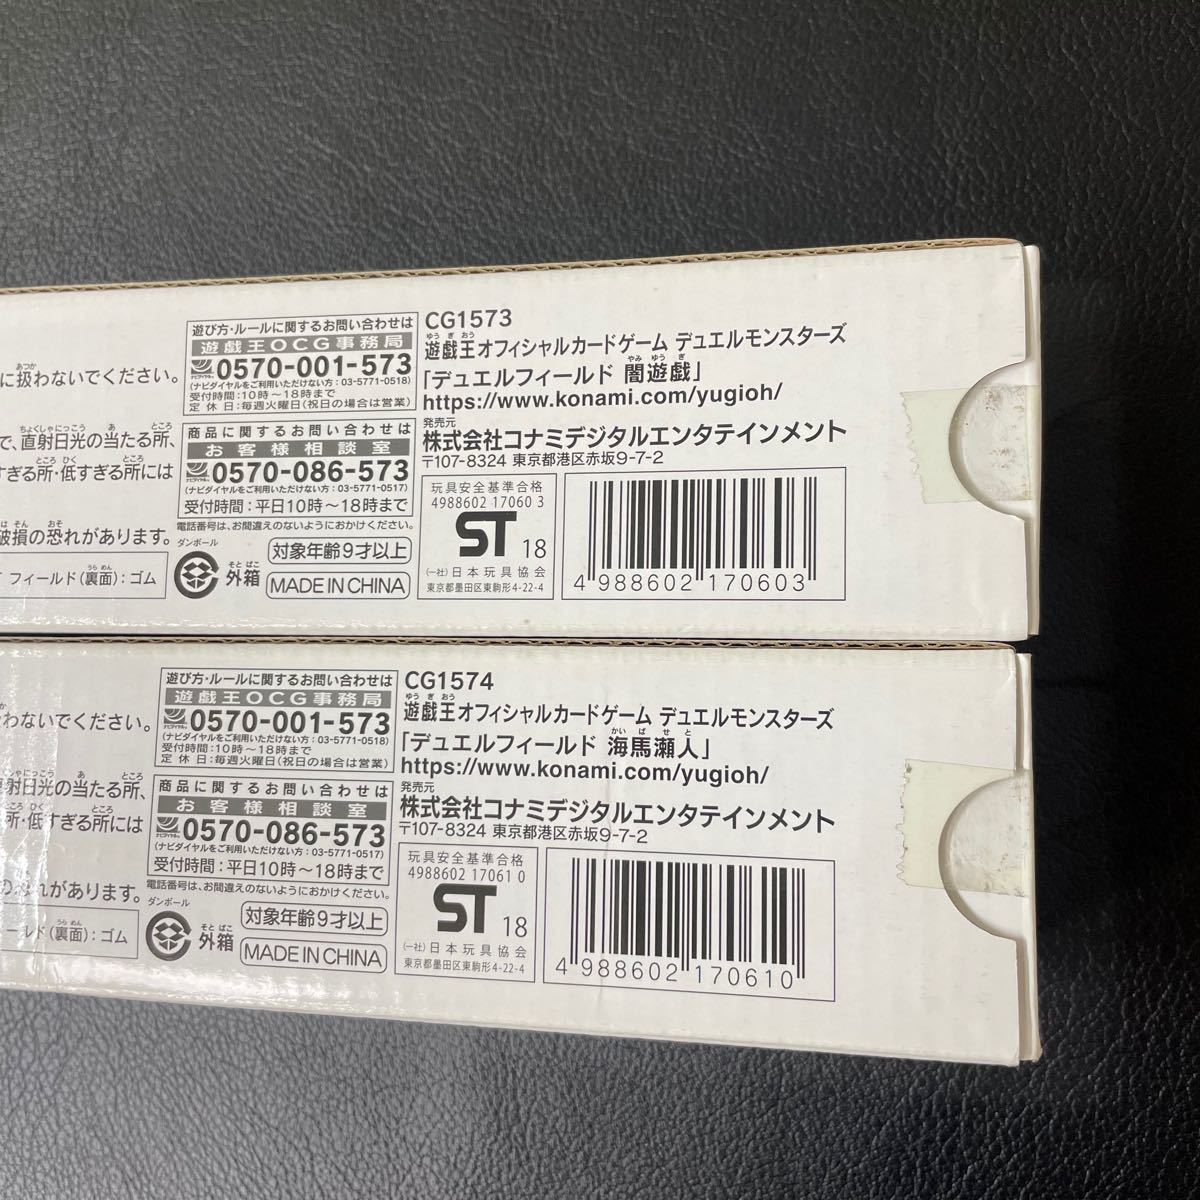 に扱わないでください。
で、直射日光の当たる所、
すぎる所・低すぎる所には
破損の恐れがあります。
フィールド(裏面):ゴム
遊び方・ルールに関するお問い合わせは
遊戯王OCG事務局
0570-001-573
(ナビダイヤルをご利用いただけない方:03-5771-0518)
受付時間:10時〜18時まで
定休日:毎週火曜日(祝日の場合は営業)
商品に関するお問い合わせは
お客様相談室
0570-086-573
(ナビダイヤルをご利用いただけない方:03-5771-0517)
受付時間:平日10時〜18時まで
電話番号は、お間違えのないようにおかけください。
ダンボール
外箱
対象年齢9才以上
MADE IN CHINA
CG1573
遊戯王オフィシャルカードゲーム デュエルモンスターズ
「デュエルフィールド 闇遊戯」
https://www.konami.com/yugioh/
発売元
株式会社コナミデジタルエンタテインメント
〒107-8324 東京都港区赤坂9-7-2
玩具安全基準合格
4988602 17060 3
ST 18
(一社)日本玩具協会
東京都墨田区東駒形4-22-4
4 988602 170603
わないでください。
直射日光の当たる所、
所・低すぎる所には
の恐れがあります。
ールド(裏面):ゴム
遊び方・ルールに関するお問い合わせは
遊戯王OCG事務局
0570-001-573
(ナビダイヤルをご利用いただけない方:03-5771-0518)
受付時間:10時〜18時まで
定休日:毎週火曜日(祝日の場合は営業)
商品に関するお問い合わせは
お客様相談室
0570-086-573
(ナビダイヤルをご利用いただけない方:03-5771-0517)
受付時間:平日10時〜18時まで
電話番号は、お間違えのないようにおかけください。
ダンボール
外箱
対象年齢9才以上
MADE IN CHINA
CG1574
遊戯王オフィシャルカードゲーム デュエルモンスターズ
「デュエルフィールド 海馬瀬人」
https://www.konami.com/yugioh/
発売元
株式会社コナミデジタルエンタテインメント
〒107-8324 東京都港区赤坂9-7-2
玩具安全基準合格
4988602 17061 0
ST 18
(一社)日本玩具協会
東京都墨田区東駒形4-22-4
4 988602 170610